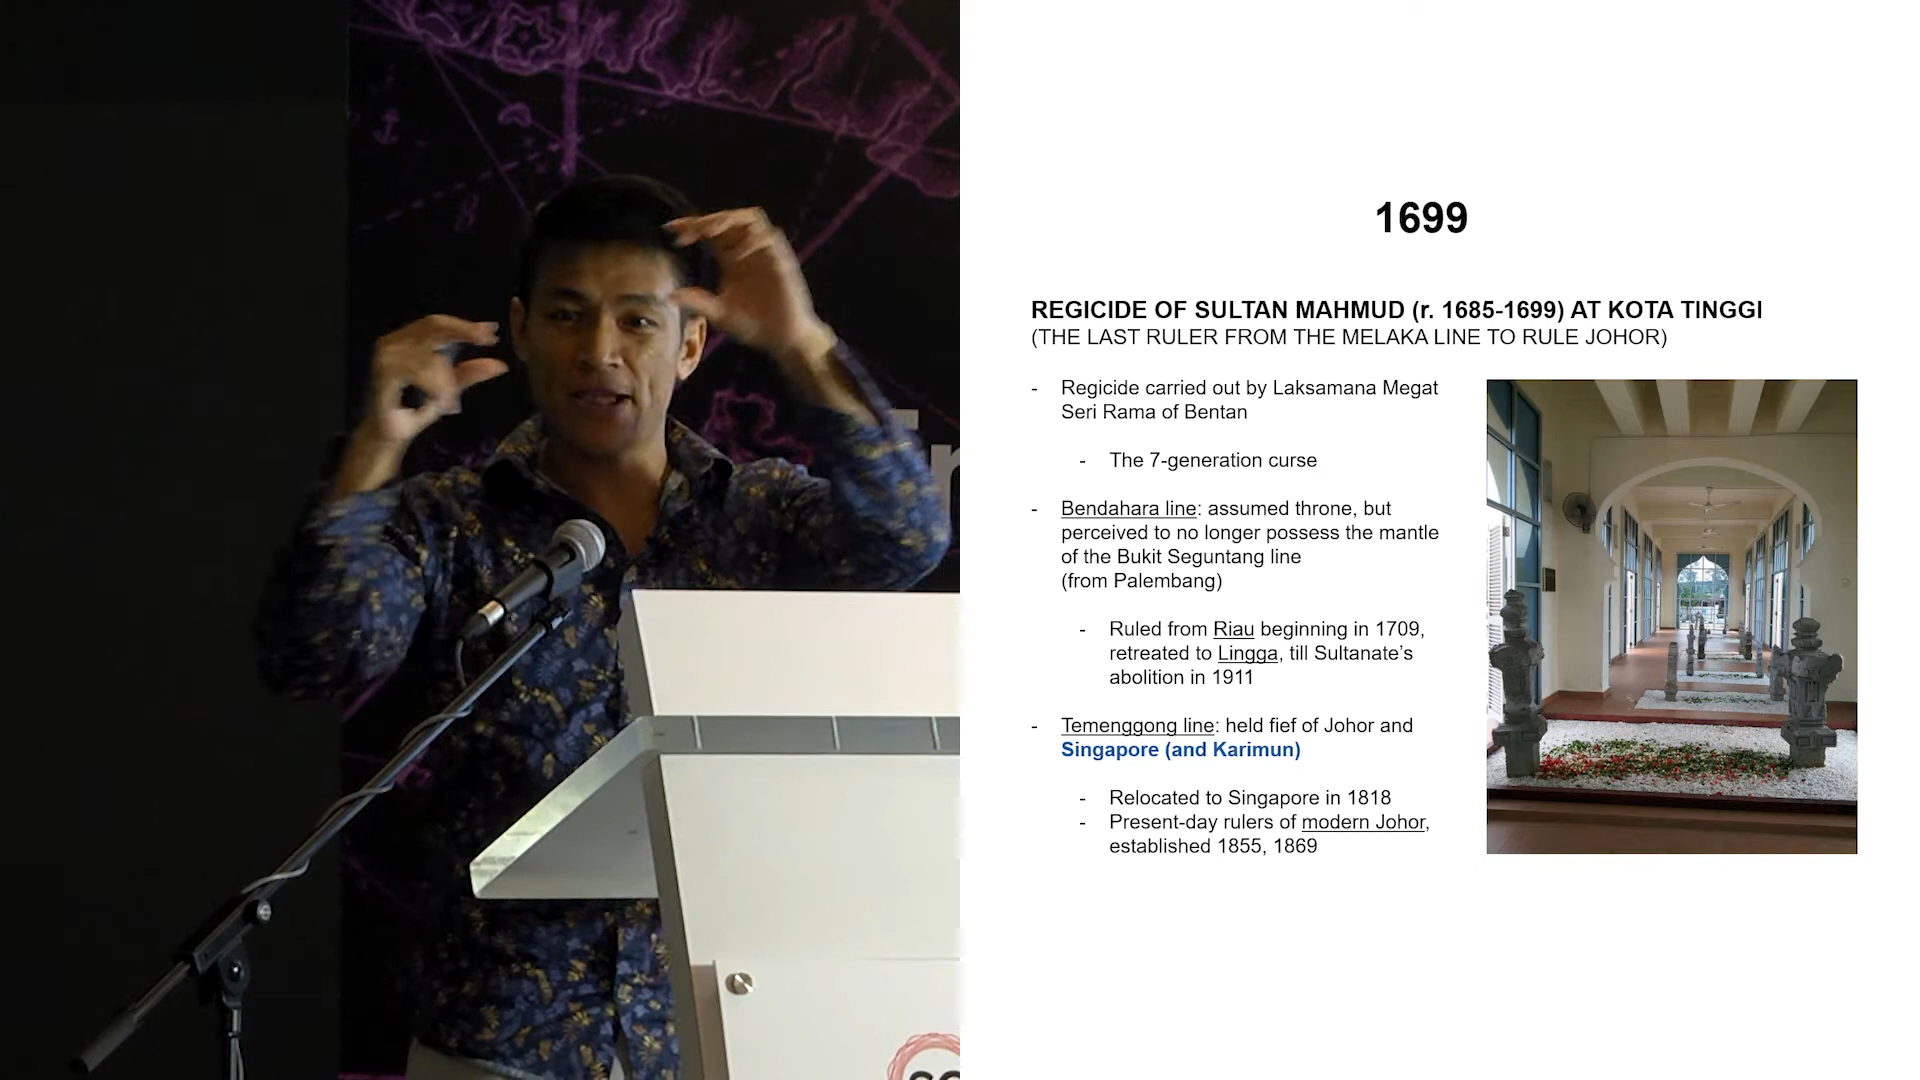 1699
REGICIDE OF SULTAN MAHMUD (r. 1685-1699) AT KOTA TINGGI
(THE LAST RULER FROM THE MELAKA LINE TO RULE JOHOR)
- Regicide carried out by Laksamana Megat
Seri Rama of Bentan
- The 7-generation curse
- Bendahara line: assumed throne, but
perceived to no longer possess the mantle
of the Bukit Seguntang line
(from Palembang)
- Ruled from Riau beginning in 1709,
retreated to Lingga, till Sultanate's
abolition in 1911
- Temenggong line: held fief of Johor and
Singapore (and Karimun)
- Relocated to Singapore in 1818
- Present-day rulers of modern Johor,
established 1855, 1869